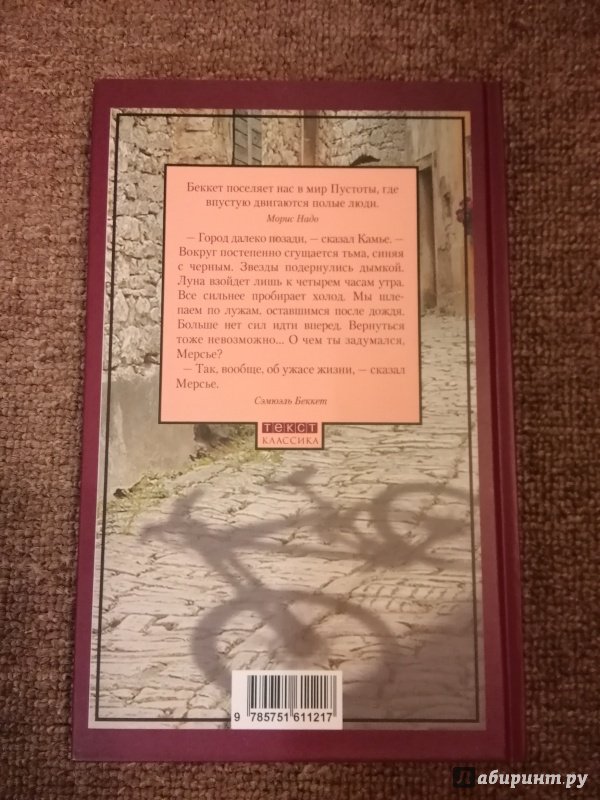 Беккет поселяет нас в мир Пустоты, где
впустую двигаются полые люди.
Морис Надо
— Город далеко позади, — сказал Камье. —
Вокруг постепенно сгущается тьма, синяя
с черным. Звезды подернулись дымкой.
Луна взойдет лишь к четырем часам утра.
Все сильнее пробирает холод. Мы шле-
паем по лужам, оставшимся после дождя.
Больше нет сил идти вперед. Вернуться
тоже невозможно... О чем ты задумался,
Мерсье?
— Так, вообще, об ужасе жизни, — сказал
Мерсье.
Сэмюэль Беккет
ТЕКСТ
КЛАССИКА
9 785751 611217
Лабиринт.ру